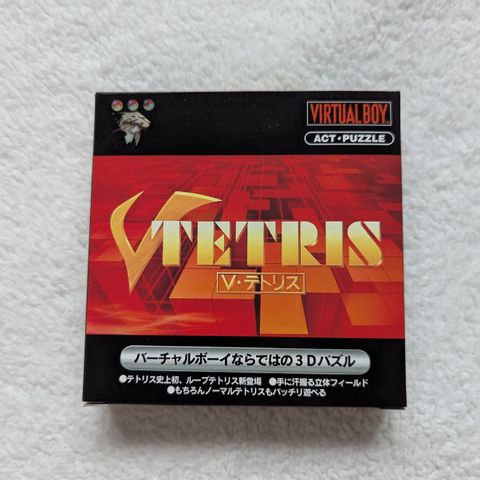 VIRTUAL BOY
ACT・PUZZLE
V TETRIS
V・テトリス
バーチャルボーイならではの3Dパズル
●テトリス史上初、ループテトリス新登場 ●手に汗握る立体フィールド
●もちろんノーマルテトリスもバッチリ遊べる